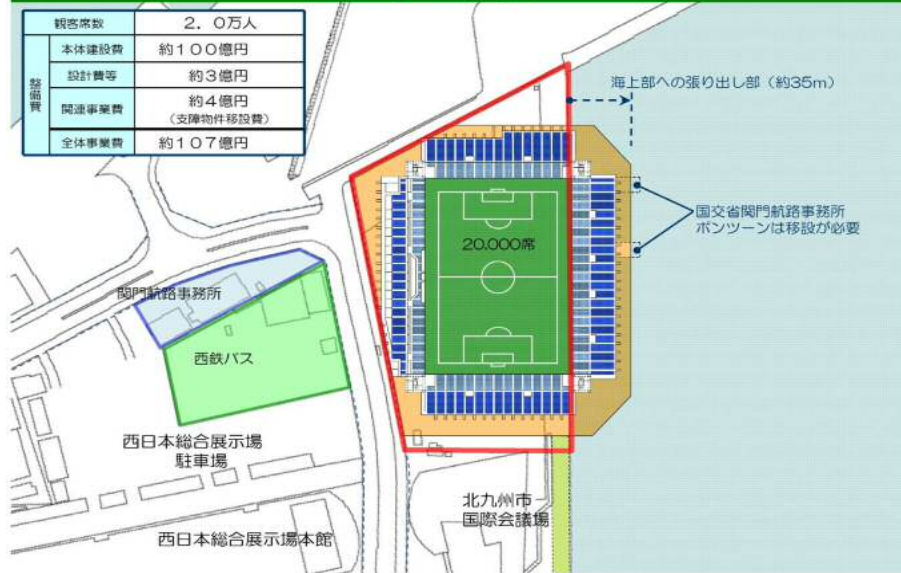 観客席数 2．0万人
整備費
本体建設費 約１００億円
設計費等 約３億円
関連事業費 約４億円
（支障物件移設費）
全体事業費 約１０７億円
海上部への張り出し部（約35m）
国交省関門航路事務所
ポンツーンは移設が必要
20,000席
関門航路事務所
西鉄バス
西日本総合展示場
駐車場
北九州市
国際会議場
西日本総合展示場本館